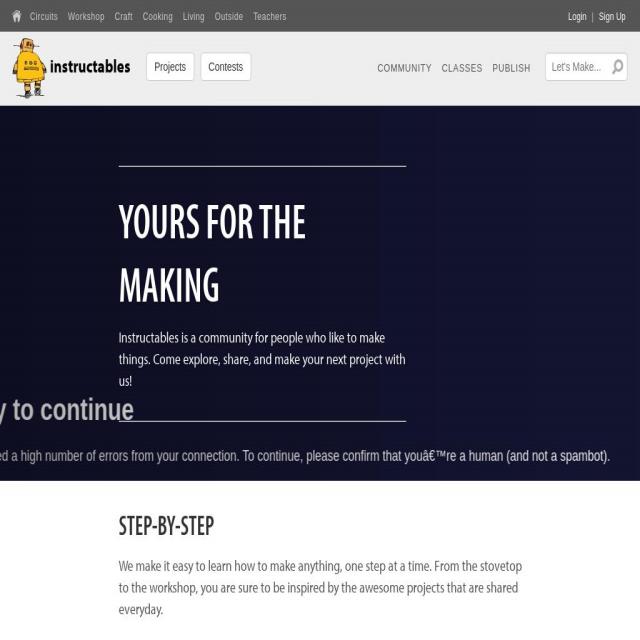 Circuits Workshop Craft Cooking Living Outside Teachers Login | Sign Up
instructables Projects Contests COMMUNITY CLASSES PUBLISH Let's Make...
YOURS FOR THE
MAKING
Instructables is a community for people who like to make
things. Come explore, share, and make your next project with
us!
y to continue
ed a high number of errors from your connection. To continue, please confirm that youâ€™re a human (and not a spambot).
STEP-BY-STEP
We make it easy to learn how to make anything, one step at a time. From the stovetop
to the workshop, you are sure to be inspired by the awesome projects that are shared
everyday.